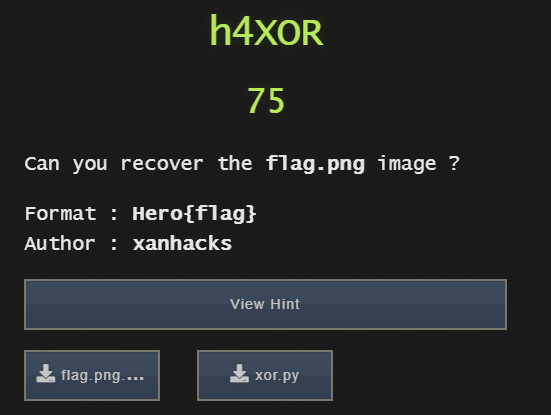 h4XOR
75
Can you recover the flag.png image ?
Format : Hero{flag}
Author : xanhacks
View Hint
flag.png.... xor.py